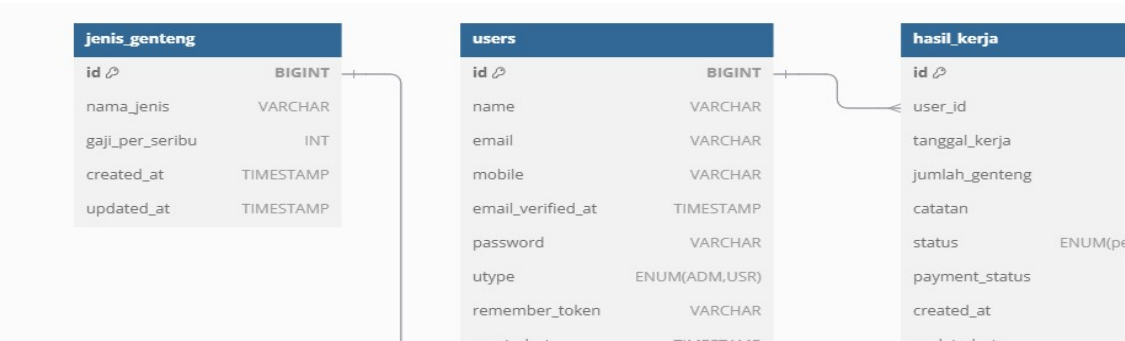 jenis_genteng
id BIGINT
nama_jenis VARCHAR
gaji_per_seribu INT
created_at TIMESTAMP
updated_at TIMESTAMP
users
id BIGINT
name VARCHAR
email VARCHAR
mobile VARCHAR
email_verified_at TIMESTAMP
password VARCHAR
utype ENUM(ADM,USR)
remember_token VARCHAR
hasil_kerja
id
user_id
tanggal_kerja
jumlah_genteng
catatan
status ENUM(pe
payment_status
created_at